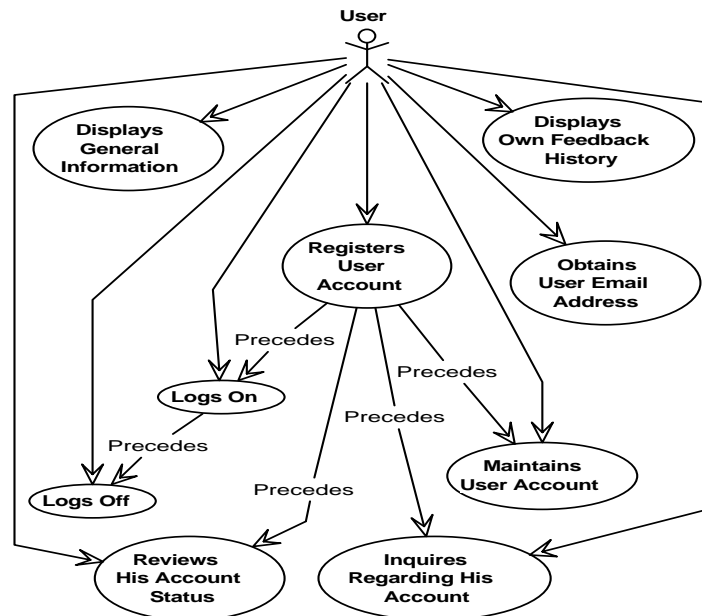 User
Displays
General
Information
Displays
Own Feedback
History
Registers
User
Account
Obtains
User Email
Address
Precedes
Logs On
Precedes
Precedes
Precedes
Logs Off
Maintains
User Account
Precedes
Reviews
His Account
Status
Inquires
Regarding His
Account